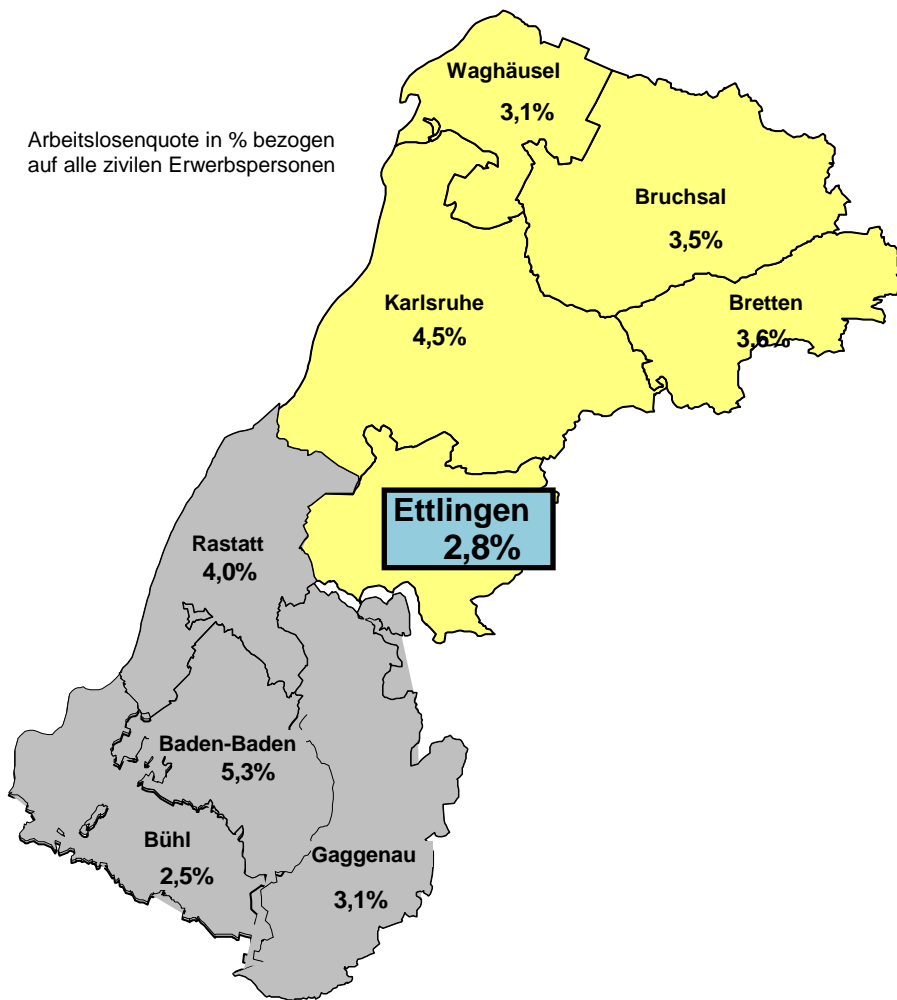 Waghäusel
3,1%
Arbeitslosenquote in % bezogen
auf alle zivilen Erwerbspersonen
Bruchsal
3,5%
Karlsruhe
4,5%
Bretten
3,6%
Ettlingen
2,8%
Rastatt
4,0%
Baden-Baden
5,3%
Bühl
2,5%
Gaggenau
3,1%